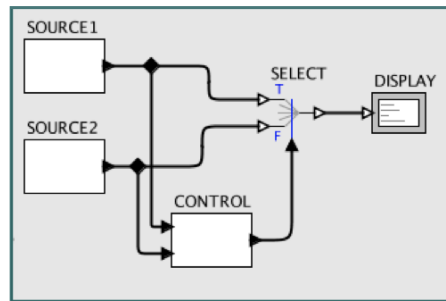 SOURCE1
SELECT
T
DISPLAY
SOURCE2
F
CONTROL